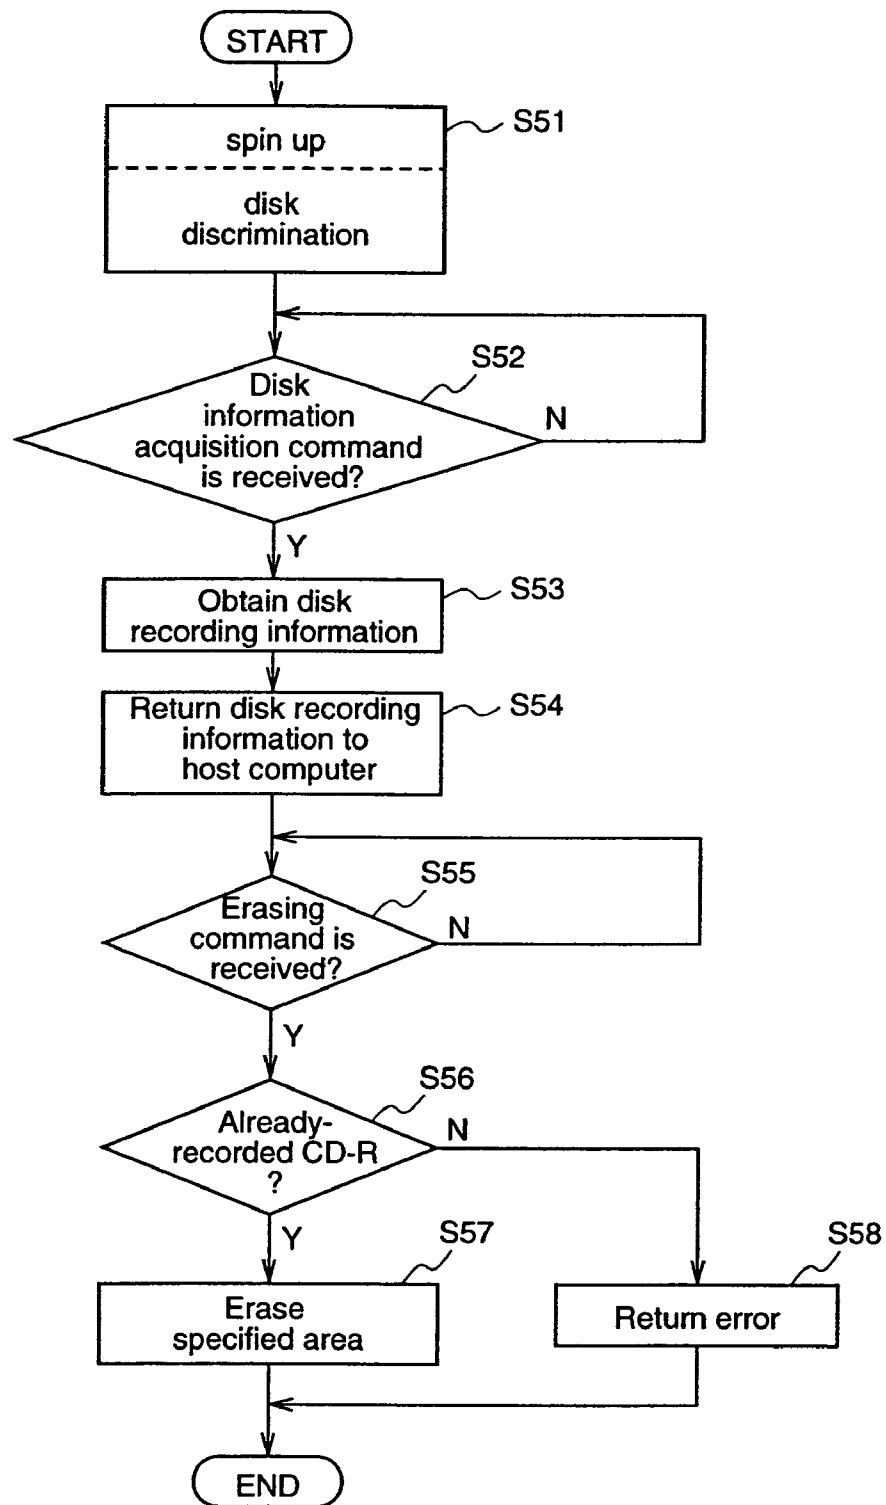 START
spin up
S51
disk
discrimination
S52
Disk
information
acquisition command
is received?
N
Y
Obtain disk
recording information
S53
Return disk recording
information to
host computer
S54
S55
Erasing
command is
received?
N
Y
S56
Already-
recorded CD-R
?
N
Y
S57
Erase
specified area
S58
Return error
END